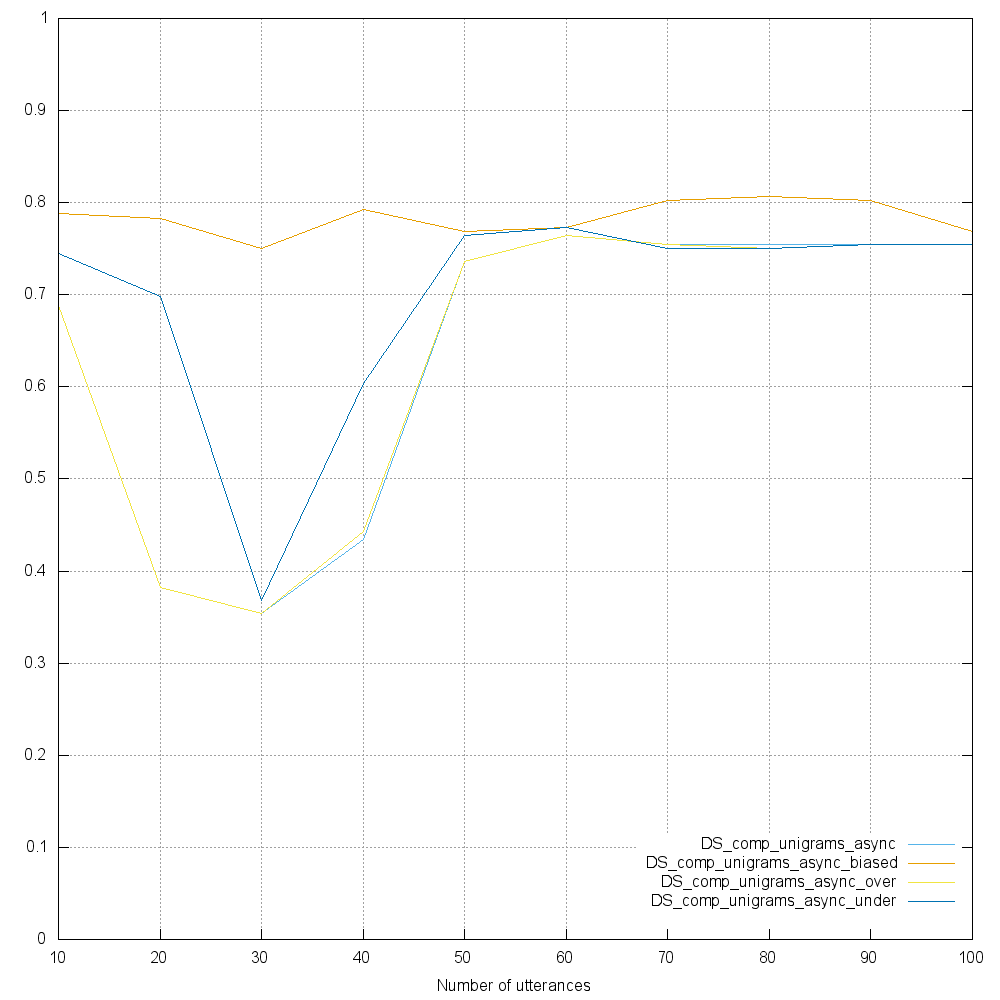 1
0.9
0.8
0.7
0.6
0.5
0.4
0.3
0.2
0.1
0
DS_comp_unigrams_async
DS_comp_unigrams_async_biased
DS_comp_unigrams_async_over
DS_comp_unigrams_async_under
10 20 30 40 50 60 70 80 90 100
Number of utterances